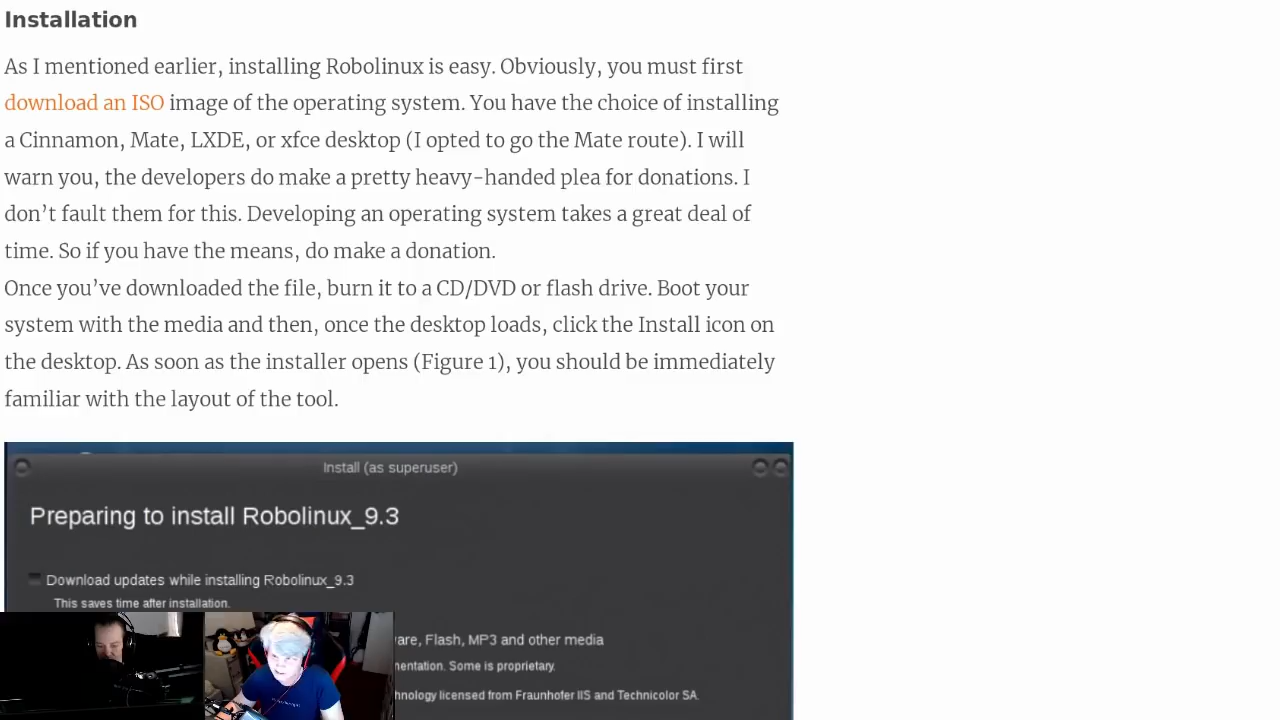 Installation
As I mentioned earlier, installing Robolinux is easy. Obviously, you must first
download an ISO image of the operating system. You have the choice of installing
a Cinnamon, Mate, LXDE, or xfce desktop (I opted to go the Mate route). I will
warn you, the developers do make a pretty heavy-handed plea for donations. I
don’t fault them for this. Developing an operating system takes a great deal of
time. So if you have the means, do make a donation.
Once you’ve downloaded the file, burn it to a CD/DVD or flash drive. Boot your
system with the media and then, once the desktop loads, click the Install icon on
the desktop. As soon as the installer opens (Figure 1), you should be immediately
familiar with the layout of the tool.
Install (as superuser)
Preparing to install Robolinux_9.3
Download updates while installing Robolinux_9.3
This saves time after installation.
are, Flash, MP3 and other media
mentation. Some is proprietary.
hnology licensed from Fraunhofer IIS and Technicolor SA.